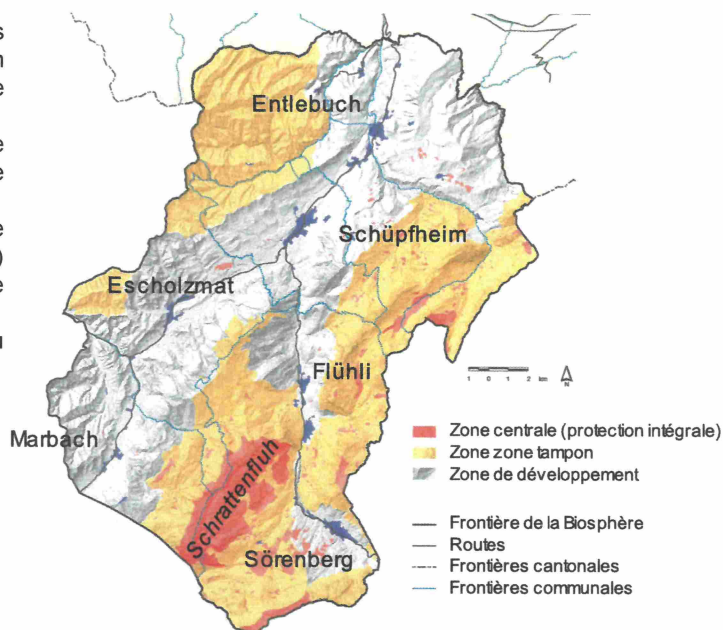 s
n
e
e
e
e
)
e
u
Entlebuch
Schüpfheim
Escholzmat
Flühli
Marbach
Schrattenfluh
Sörenberg
1 0 1 2 km
Zone centrale (protection intégrale)
Zone zone tampon
Zone de développement
Frontière de la Biosphère
Routes
Frontières cantonales
Frontières communales